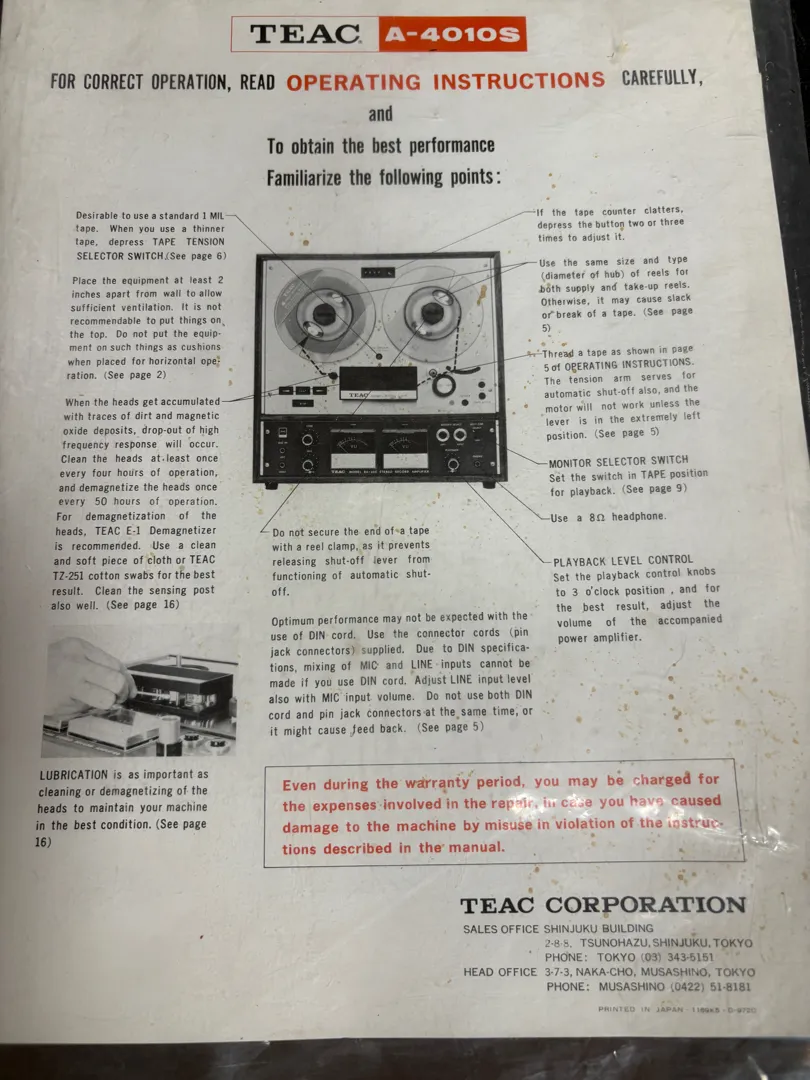 TEAC A-4010S
FOR CORRECT OPERATION, READ OPERATING INSTRUCTIONS CAREFULLY,
and
To obtain the best performance
Familiarize the following points:
Desirable to use a standard 1 MIL
tape. When you use a thinner
tape, depress TAPE TENSION
SELECTOR SWITCH.(See page 6)
Place the equipment at least 2
inches apart from wall to allow
sufficient ventilation. It is not
recommendable to put things on
the top. Do not put the equip-
ment on such things as cushions
when placed for horizontal ope-
ration. (See page 2)
When the heads get accumulated
with traces of dirt and magnetic
oxide deposits, drop-out of high
frequency response will occur.
Clean the heads at least once
every four hours of operation,
and demagnetize the heads once
every 50 hours of operation.
For demagnetization of the
heads, TEAC E-1 Demagnetizer
is recommended. Use a clean
and soft piece of cloth or TEAC
TZ-251 cotton swabs for the best
result. Clean the sensing post
also well. (See page 16)
LUBRICATION is as important as
cleaning or demagnetizing of the
heads to maintain your machine
in the best condition. (See page
16)
If the tape counter clatters,
depress the button two or three
times to adjust it.
Use the same size and type
(diameter of hub) of reels for
both supply and take-up reels.
Otherwise, it may cause slack
or break of a tape. (See page
5)
Thread a tape as shown in page
5 of OPERATING INSTRUCTIONS.
The tension arm serves for
automatic shut-off also, and the
motor will not work unless the
lever is in the extremely left
position. (See page 5)
MONITOR SELECTOR SWITCH
Set the switch in TAPE position
for playback. (See page 9)
Use a 8Ω headphone.
PLAYBACK LEVEL CONTROL
Set the playback control knobs
to 3 o'clock position , and for
the best result, adjust the
volume of the accompanied
power amplifier.
TEAC
VU
VU
Do not secure the end of a tape
with a reel clamp, as it prevents
releasing shut-off lever from
functioning of automatic shut-
off.
Optimum performance may not be expected with the
use of DIN cord. Use the connector cords (pin
jack connectors) supplied. Due to DIN specifica-
tions, mixing of MIC and LINE inputs cannot be
made if you use DIN cord. Adjust LINE input level
also with MIC input volume. Do not use both DIN
cord and pin jack connectors at the same time, or
it might cause feed back. (See page 5)
Even during the warranty period, you may be charged for
the expenses involved in the repair, in case you have caused
damage to the machine by misuse in violation of the instruc-
tions described in the manual.
TEAC CORPORATION
SALES OFFICE SHINJUKU BUILDING
2-8-8, TSUNOHAZU, SHINJUKU, TOKYO
PHONE: TOKYO (03) 343-5151
HEAD OFFICE 3-7-3, NAKA-CHO, MUSASHINO, TOKYO
PHONE: MUSASHINO (0422) 51-8181
PRINTED IN JAPAN